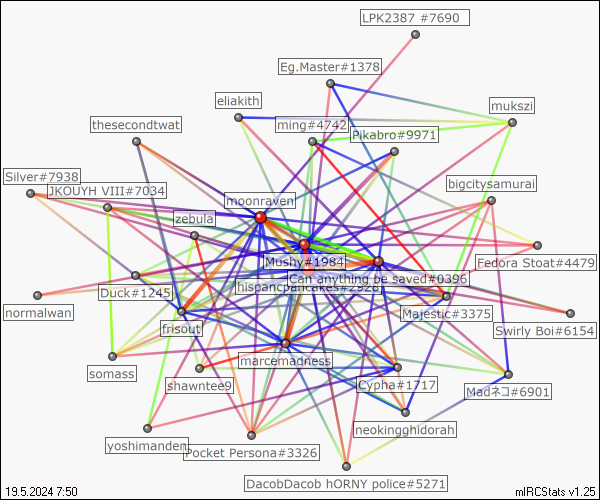 LPK2387 #7690
Eg.Master#1378
eliakith
mukszi
thesecondtwat
ming#4742
Pikabro#9971
Silver#7938
JKOUYH VIII#7034
bigcitysamurai
moonraven
zebula
Mushy#1984
Fedora Stoat#4479
Can anything be saved#0396
hispancpancakes#2928
Duck#1245
normalwan
Majestic#3375
frisout
Swirly Boi#6154
marcemadness
somass
shawntee9
Cypha#1717
Madネコ#6901
neokingghidorah
yoshimanden
Pocket Persona#3326
DacobDacob hORNY police#5271
19.5.2024 7:50
mIRCStats v1.25